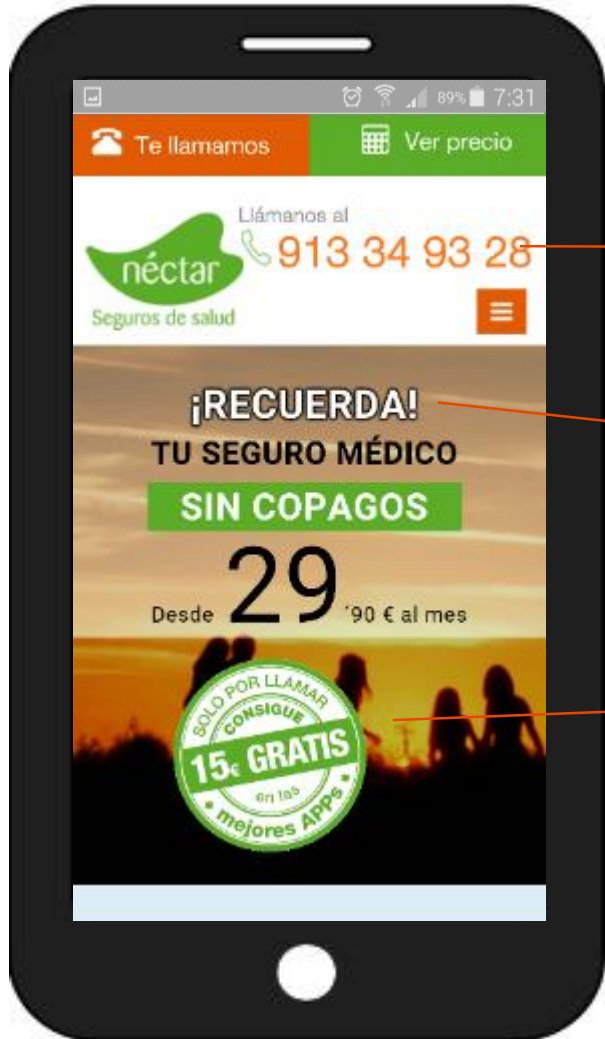 89% 7:31
Te llamamos
Ver precio
Llámanos al
913 34 93 28
néctar
Seguros de salud
¡RECUERDA!
TU SEGURO MÉDICO
SIN COPAGOS
Desde 29 '90 € al mes
SOLO POR LLAMAR
CONSIGUE
15€ GRATIS
en las
mejores APPs